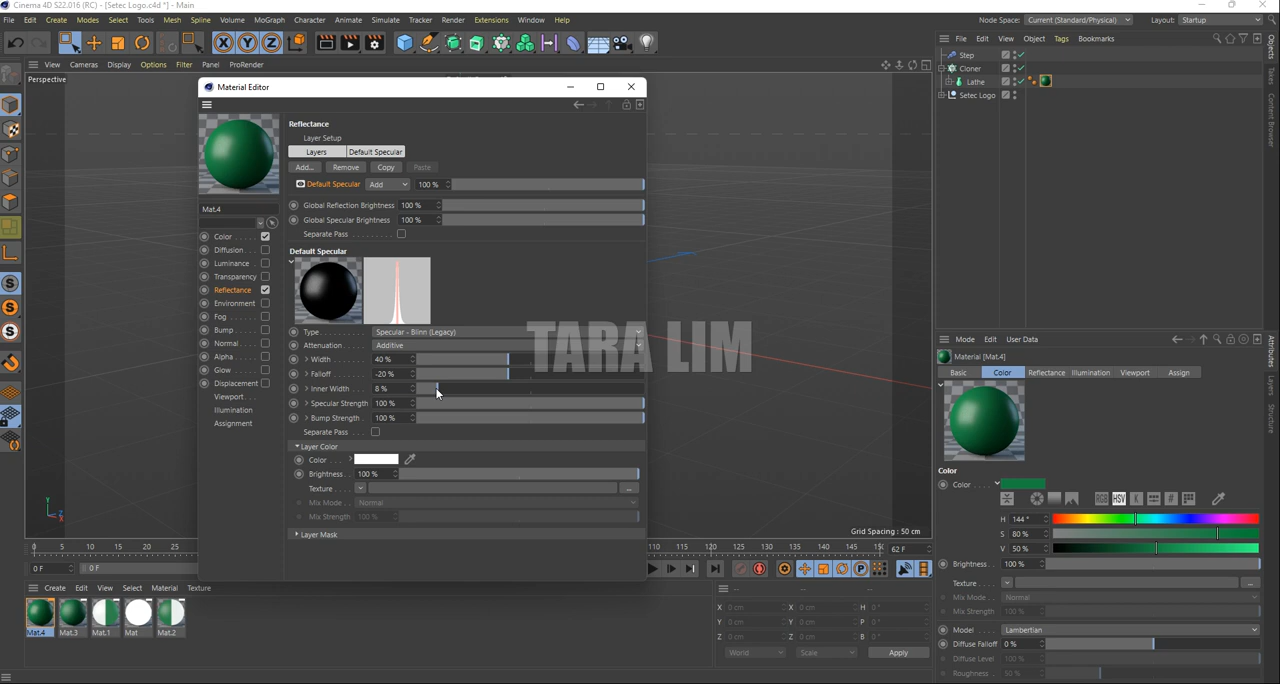 Cinema 4D S22.016 (RC) - [Setec Logo.c4d *] - Main
File Edit Create Modes Select Tools Mesh Spline Volume MoGraph Character Animate Simulate Tracker Render Extensions Window Help
Node Space: Current (Standard/Physical) Layout: Startup
X Y Z
View Cameras Display Options Filter Panel ProRender
Perspective
Material Editor
Mat.4
Color
Diffusion
Luminance
Transparency
Reflectance
Environment
Fog
Bump
Normal
Alpha
Glow
Displacement
Viewport
Illumination
Assignment
Reflectance
Layer Setup
Layers Default Specular
Add... Remove Copy Paste
Default Specular Add 100 %
Global Reflection Brightness 100 %
Global Specular Brightness 100 %
Separate Pass
Default Specular
Type Specular - Blinn (Legacy)
Attenuation Additive
Width 40 %
Falloff -20 %
Inner Width 8 %
Specular Strength 100 %
Bump Strength 100 %
Separate Pass
Layer Color
Color
Brightness 100 %
Texture ...
Mix Mode Normal
Mix Strength 100 %
Layer Mask
TARA LIM
Grid Spacing : 50 cm
0 5 10 15 20 25 110 115 120 125 130 135 140 145 62 F
0 F 0 F
Create Edit View Select Material Texture
Mat.4 Mat.3 Mat.1 Mat Mat.2
X 0 cm X 0 cm H 0 °
Y 0 cm Y 0 cm P 0 °
Z 0 cm Z 0 cm B 0 °
World Scale Apply
File Edit View Object Tags Bookmarks
Step
Cloner
Lathe
Setec Logo
Objects
Takes
Content Browser
Attributes
Layers
Structure
Mode Edit User Data
Material [Mat.4]
Basic Color Reflectance Illumination Viewport Assign
Color
Color
RGB HSV K #
H 144 °
S 80 %
V 50 %
Brightness 100 %
Texture ...
Mix Mode Normal
Mix Strength 100 %
Model Lambertian
Diffuse Falloff 0 %
Diffuse Level 100 %
Roughness 50 %